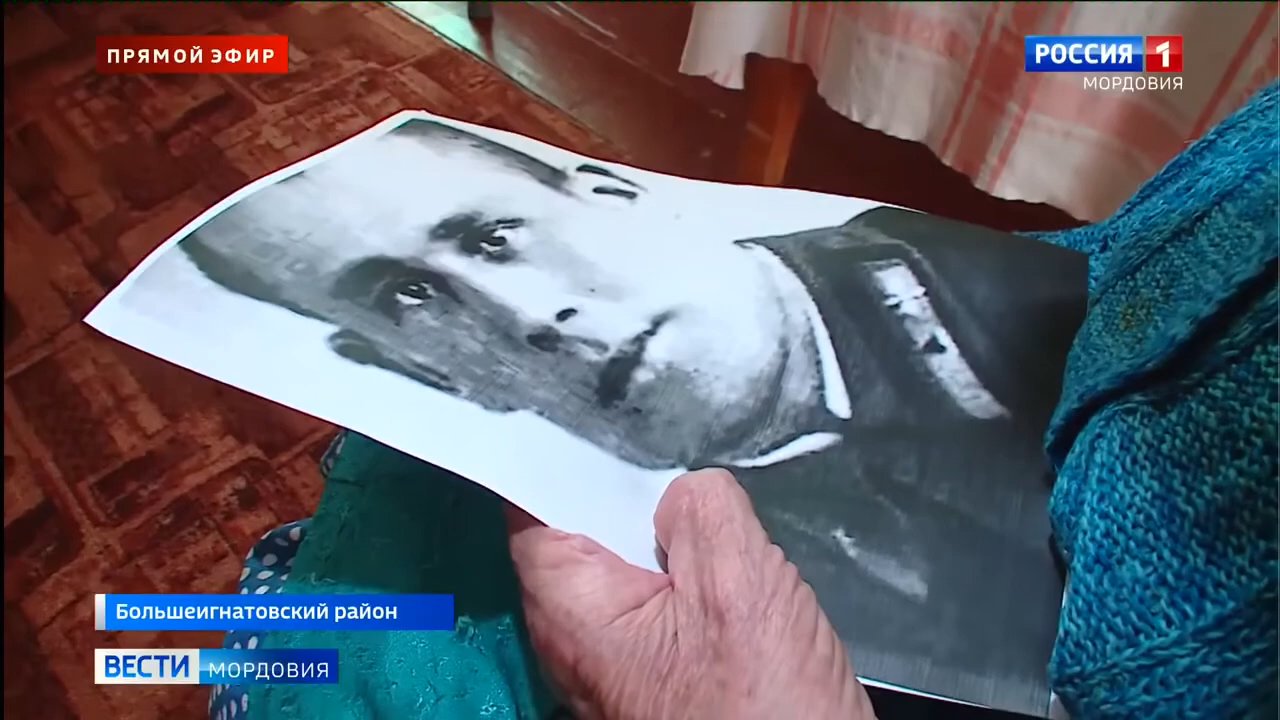 ПРЯМОЙ ЭФИР
РОССИЯ 1
МОРДОВИЯ
Большеигнатовский район
ВЕСТИ МОРДОВИЯ